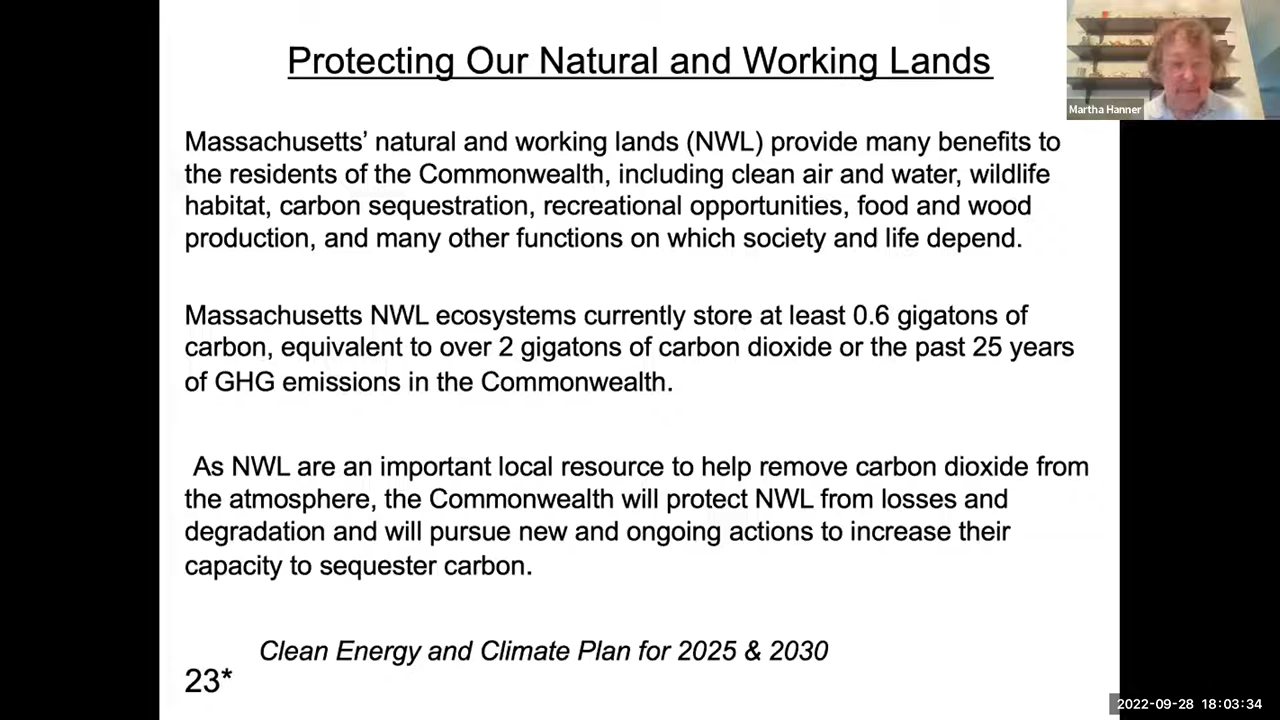 Protecting Our Natural and Working Lands
Martha Hanner
Massachusetts’ natural and working lands (NWL) provide many benefits to
the residents of the Commonwealth, including clean air and water, wildlife
habitat, carbon sequestration, recreational opportunities, food and wood
production, and many other functions on which society and life depend.
Massachusetts NWL ecosystems currently store at least 0.6 gigatons of
carbon, equivalent to over 2 gigatons of carbon dioxide or the past 25 years
of GHG emissions in the Commonwealth.
As NWL are an important local resource to help remove carbon dioxide from
the atmosphere, the Commonwealth will protect NWL from losses and
degradation and will pursue new and ongoing actions to increase their
capacity to sequester carbon.
Clean Energy and Climate Plan for 2025 & 2030
23*
2022-09-28 18:03:34